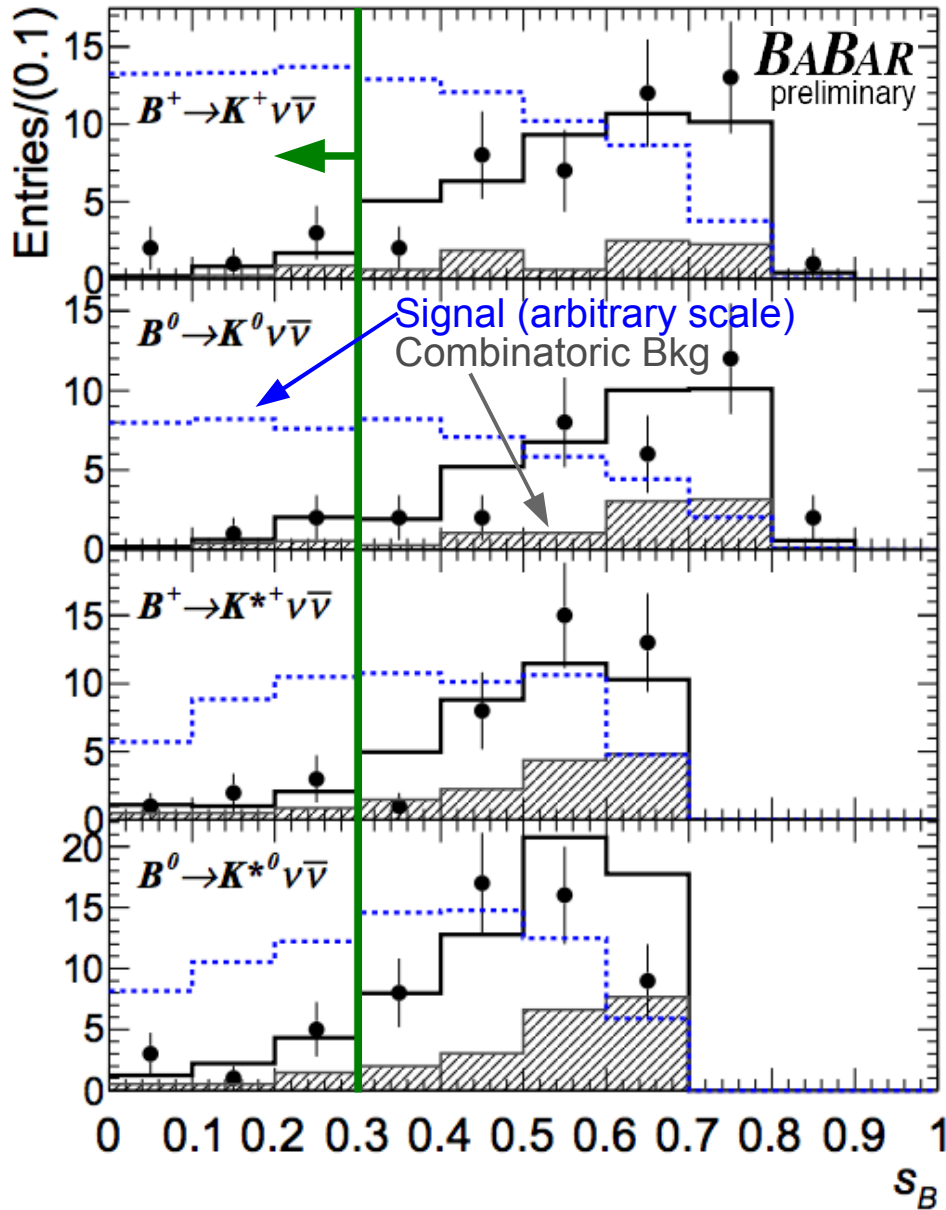 Entries/(0.1)
15
10
5
0
B⁺→K⁺νν̅
BABAR
preliminary
15
10
5
0
B⁰→K⁰νν̅
Signal (arbitrary scale)
Combinatoric Bkg
15
10
5
0
B⁺→K*⁺νν̅
20
15
10
5
0
B⁰→K*⁰νν̅
0 0.1 0.2 0.3 0.4 0.5 0.6 0.7 0.8 0.9 1
s_B